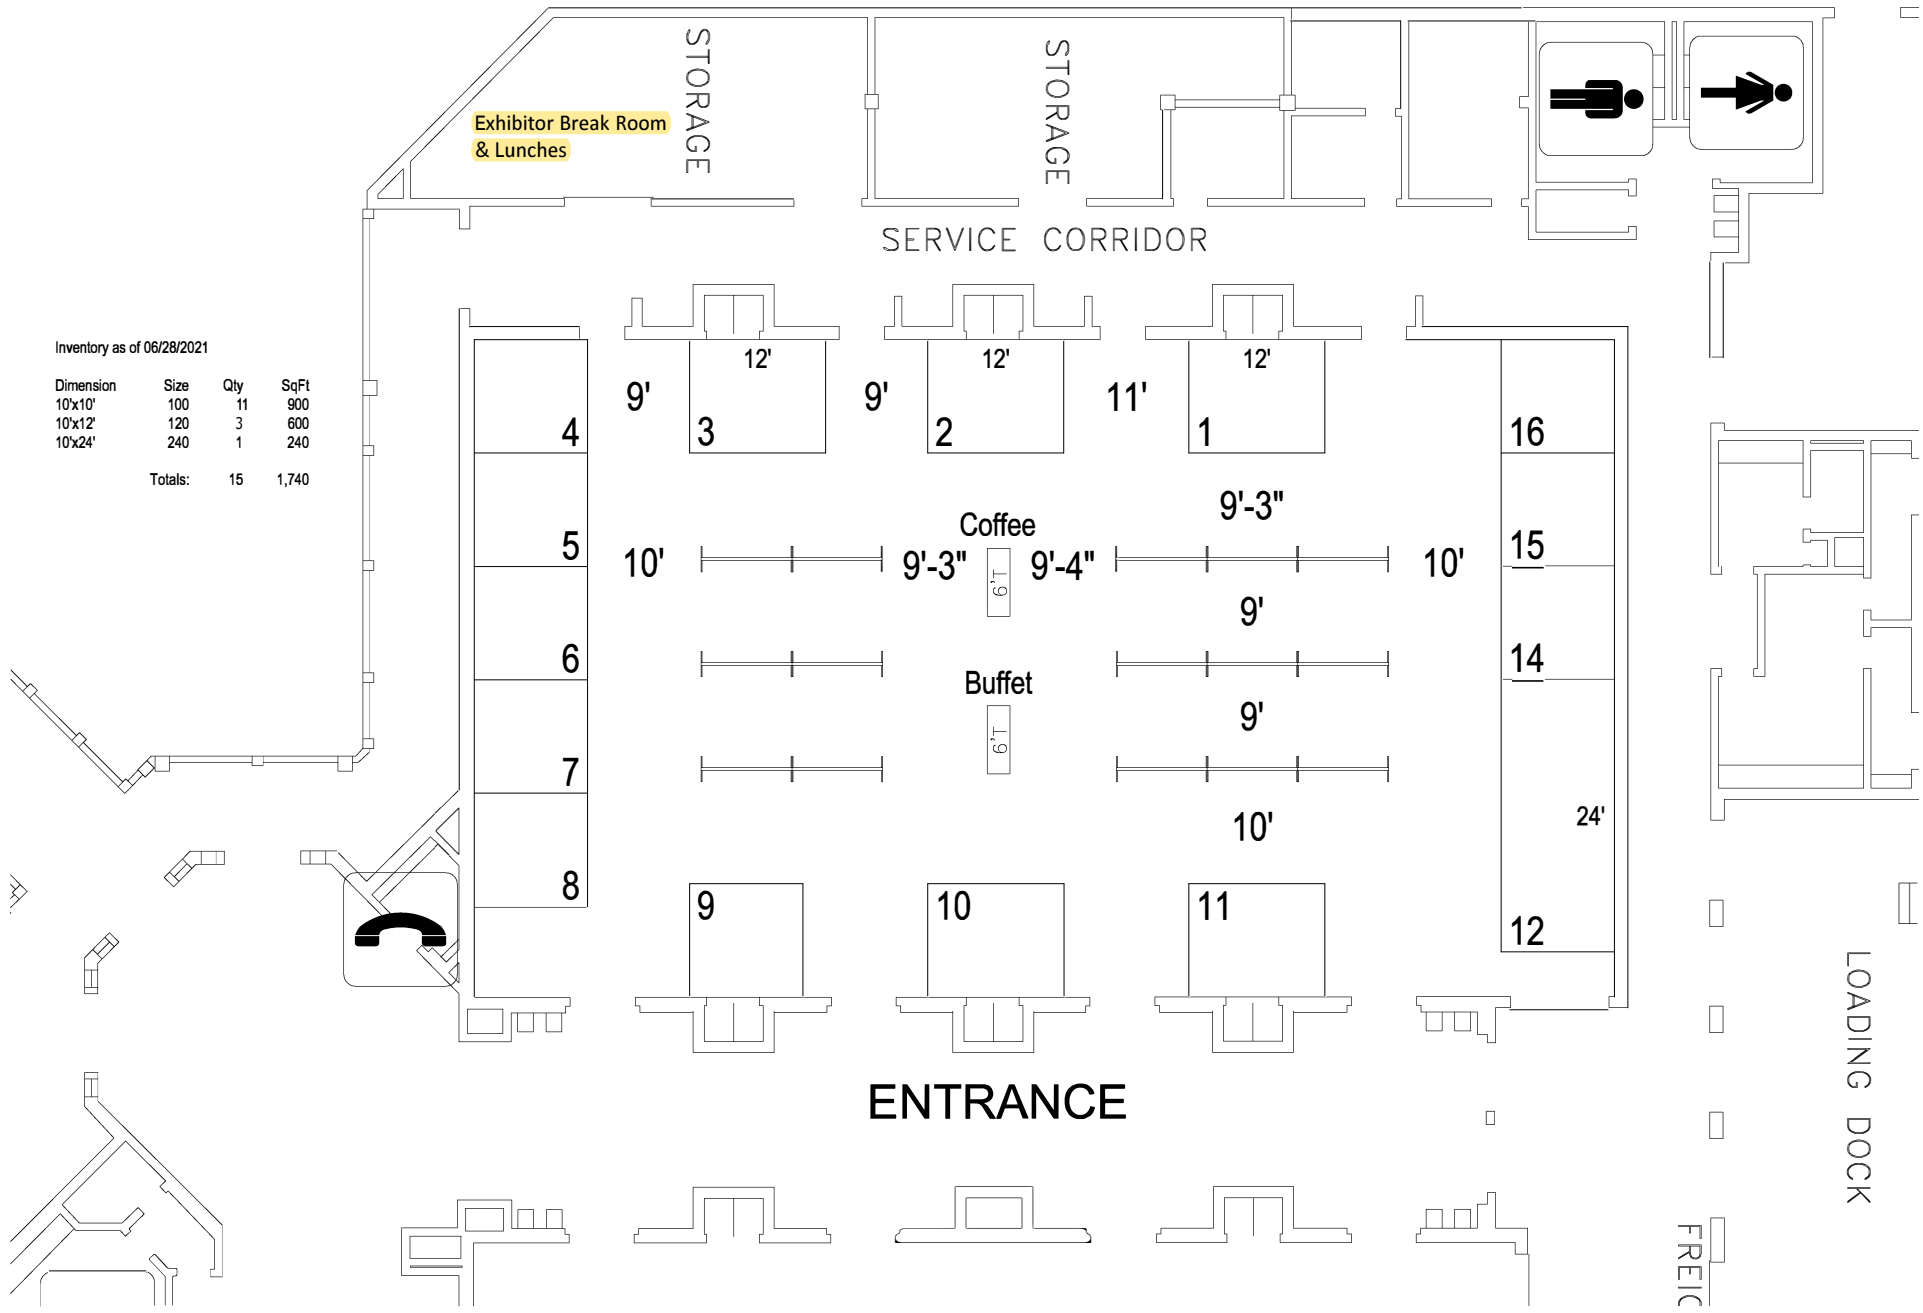 STORAGE
STORAGE
Exhibitor Break Room
& Lunches
SERVICE CORRIDOR
Inventory as of 06/28/2021
Dimension Size Qty SqFt
10'x10' 100 11 900
10'x12' 120 3 600
10'x24' 240 1 240
Totals: 15 1,740
12' 12' 12'
9' 9' 11'
4 3 2 1 16
9'-3"
Coffee
5 10' 9'-3" 6'T 9'-4" 10' 15
9'
6 14
Buffet
9'
6'T
7
24'
10'
8 9 10 11 12
ENTRANCE
LOADING DOCK